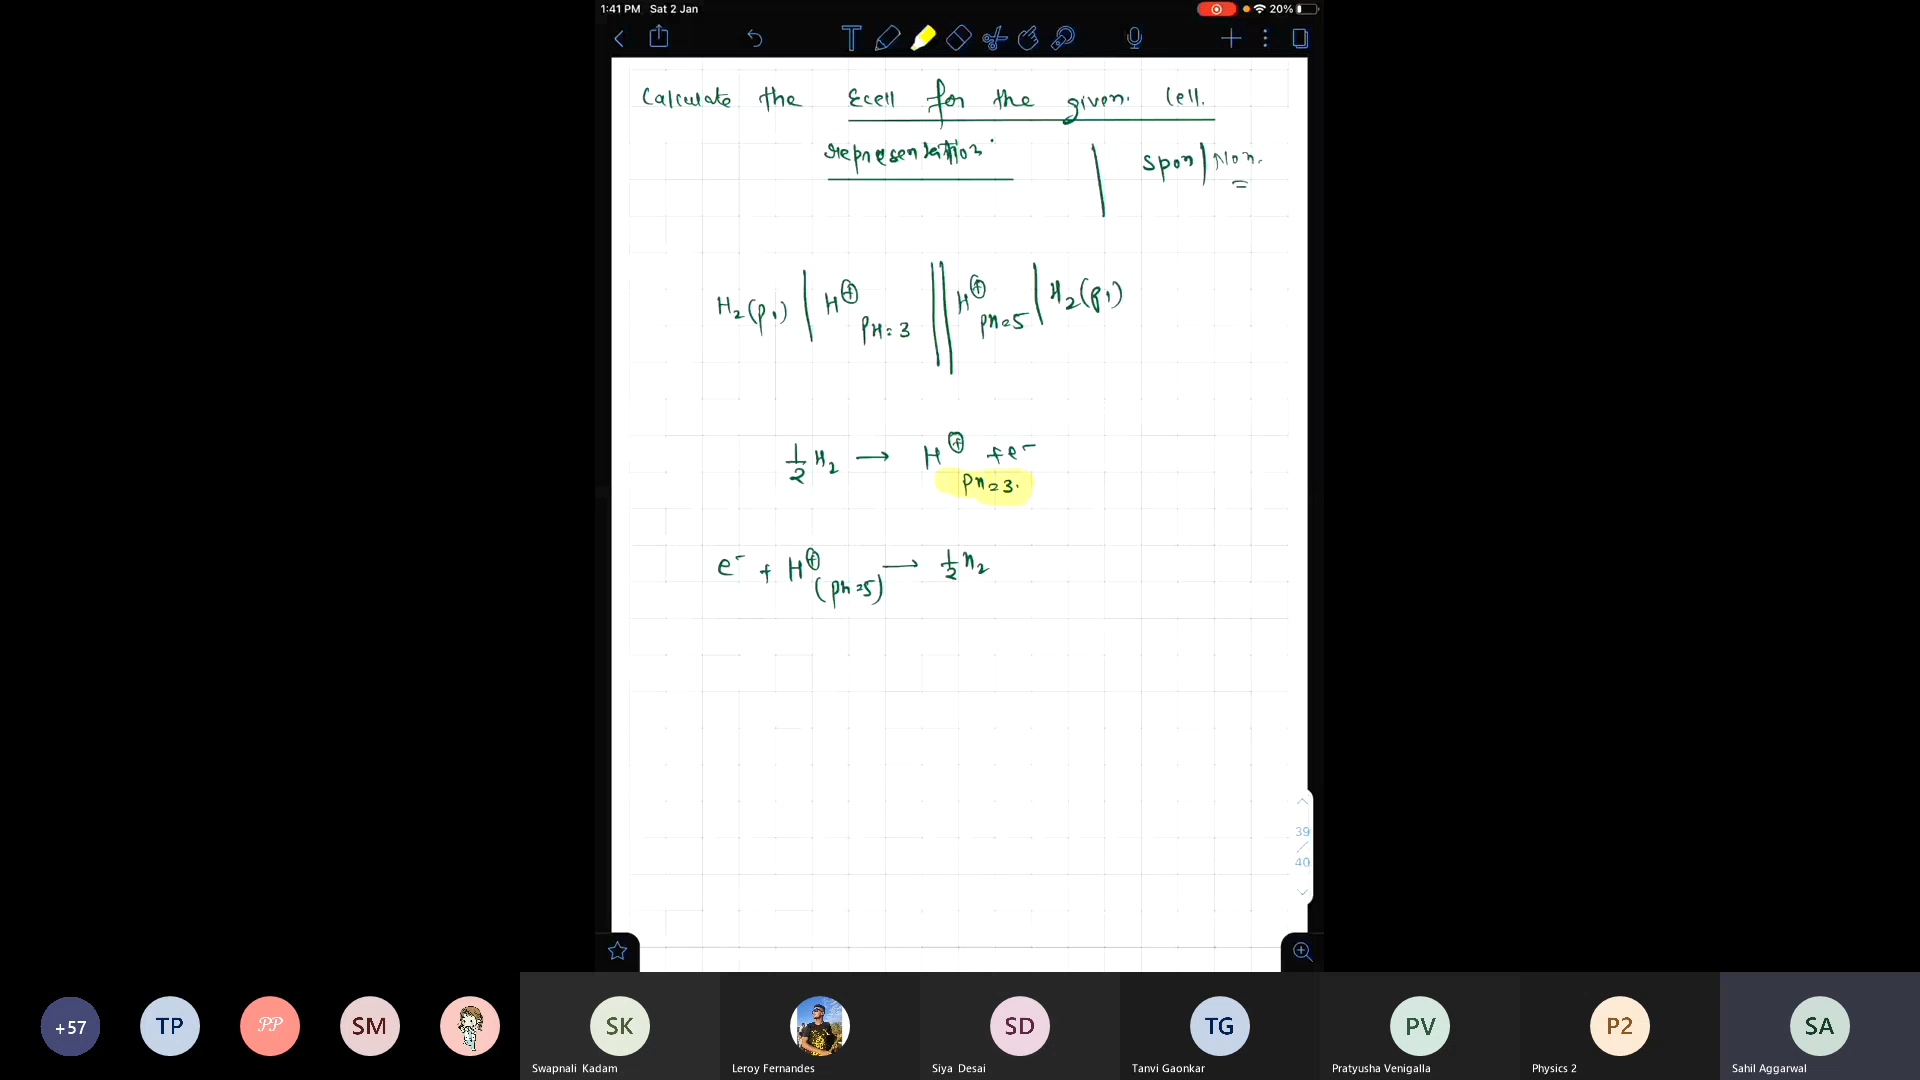 1:41 PM Sat 2 Jan
20%
Calculate the Ecell for the given. Cell.
representation.
Spon | Non.
H₂(P₁) | H⊕ pH=3 || H⊕ pH=5 | H₂(P₁)
½ H₂ → H⊕ + e⁻
pH=3.
e⁻ + H⊕ (pH=5) → ½ H₂
39
/
40
+57
TP
PP
SM
SK
SD
TG
PV
P2
SA
Swapnali Kadam
Leroy Fernandes
Siya Desai
Tanvi Gaonkar
Pratyusha Venigalla
Physics 2
Sahil Aggarwal